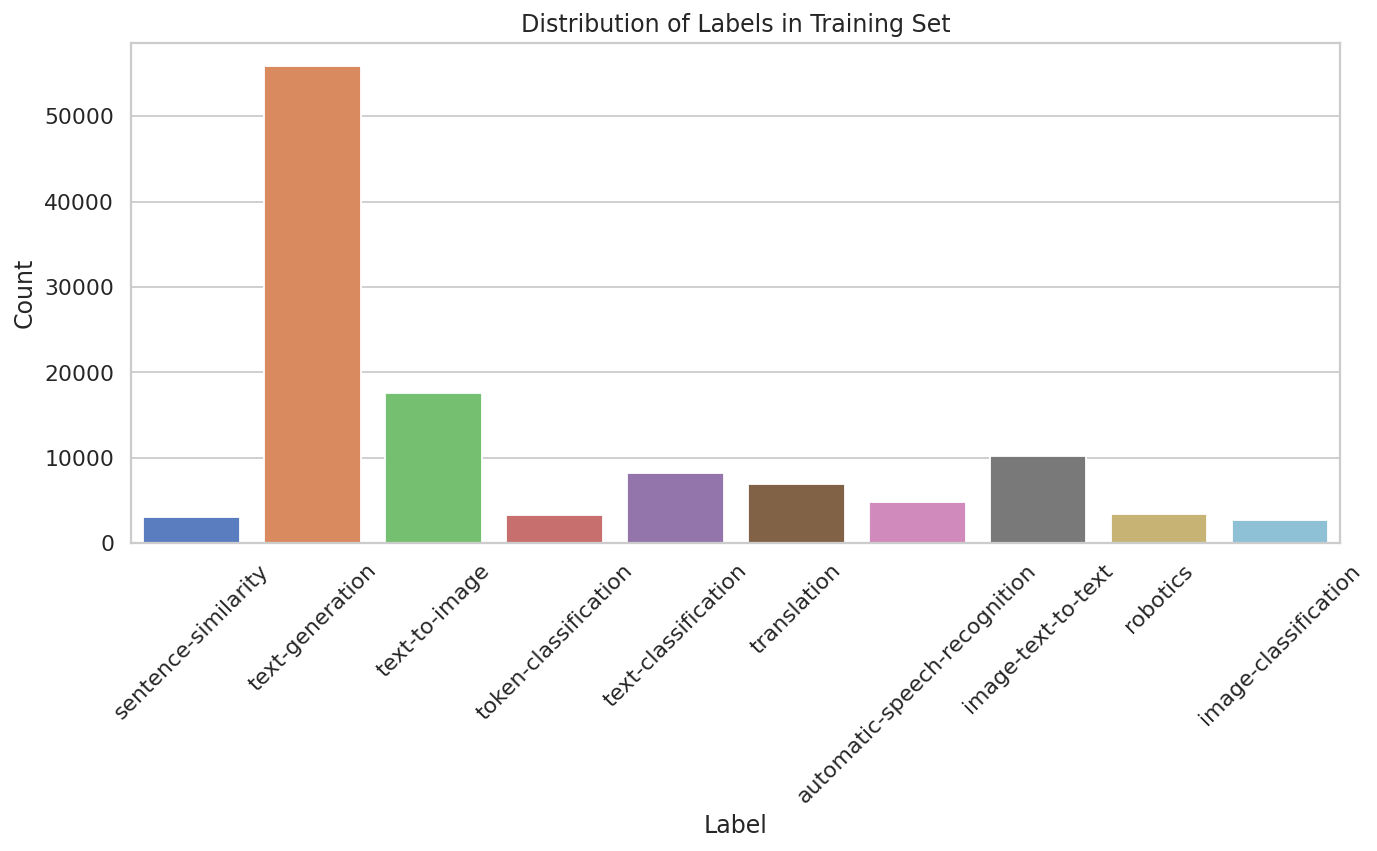 Distribution of Labels in Training Set
Count
50000
40000
30000
20000
10000
0
sentence-similarity
text-generation
text-to-image
token-classification
text-classification
translation
automatic-speech-recognition
image-text-to-text
robotics
image-classification
Label